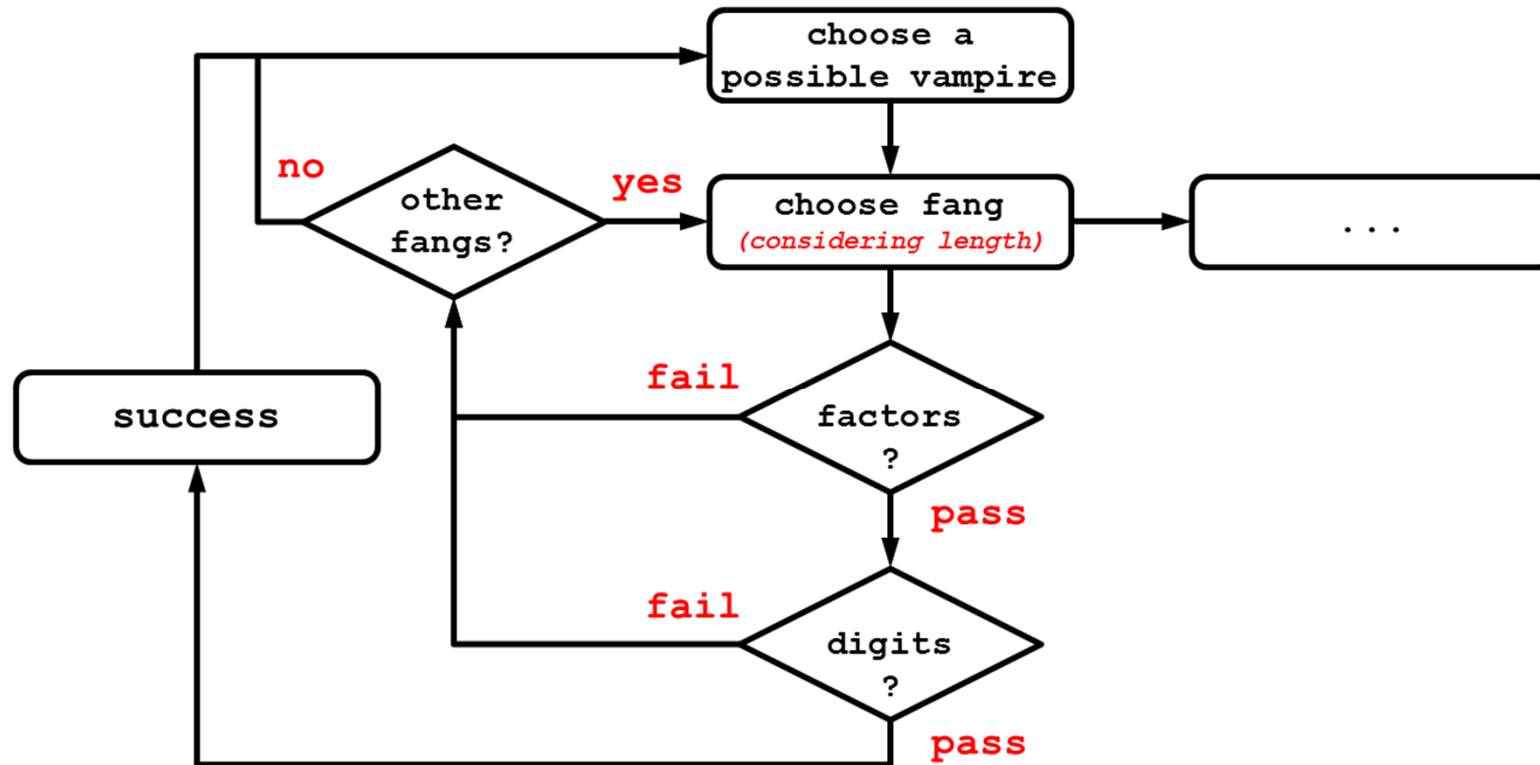 choose a
possible vampire
no
other
fangs?
yes
choose fang
(considering length)
...
fail
success
factors
?
pass
fail
digits
?
pass